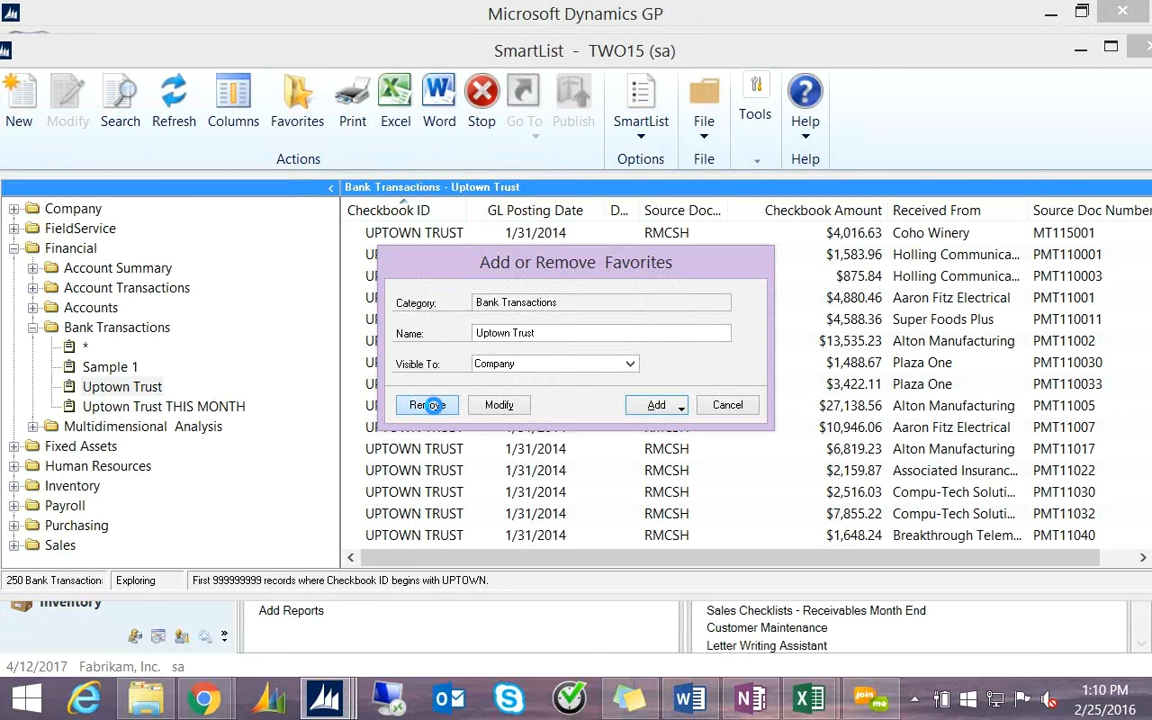 Microsoft Dynamics GP
SmartList - TWO15 (sa)
New
Modify
Search
Refresh
Columns
Favorites
Print
Excel
Word
Stop
Go To
Publish
SmartList
File
Tools
Help
Actions
Options
File
Help
Bank Transactions - Uptown Trust
Company
FieldService
Financial
Account Summary
Account Transactions
Accounts
Bank Transactions
*
Sample 1
Uptown Trust
Uptown Trust THIS MONTH
Multidimensional Analysis
Fixed Assets
Human Resources
Inventory
Payroll
Purchasing
Sales
Checkbook ID GL Posting Date D... Source Doc... Checkbook Amount Received From Source Doc Number
UPTOWN TRUST 1/31/2014 RMCSH $4,016.63 Coho Winery MT115001
$1,583.96 Holling Communica... PMT110001
$875.84 Holling Communica... PMT110003
$4,880.46 Aaron Fitz Electrical PMT11001
$4,588.36 Super Foods Plus PMT11011
$13,535.23 Alton Manufacturing PMT11002
$1,488.67 Plaza One PMT110030
$3,422.11 Plaza One PMT110033
$27,138.56 Alton Manufacturing PMT11005
$10,946.06 Aaron Fitz Electrical PMT11007
UPTOWN TRUST 1/31/2014 RMCSH $6,819.23 Alton Manufacturing PMT11017
UPTOWN TRUST 1/31/2014 RMCSH $2,159.87 Associated Insuranc... PMT11022
UPTOWN TRUST 1/31/2014 RMCSH $2,516.03 Compu-Tech Soluti... PMT11030
UPTOWN TRUST 1/31/2014 RMCSH $7,855.22 Compu-Tech Soluti... PMT11032
UPTOWN TRUST 1/31/2014 RMCSH $1,648.24 Breakthrough Telem... PMT11040
Add or Remove Favorites
Category: Bank Transactions
Name: Uptown Trust
Visible To: Company
Remove
Modify
Add
Cancel
250 Bank Transaction: Exploring First 999999999 records where Checkbook ID begins with UPTOWN.
Inventory
Add Reports
Sales Checklists - Receivables Month End
Customer Maintenance
Letter Writing Assistant
4/12/2017 Fabrikam, Inc. sa
join.me
1:10 PM
2/25/2016